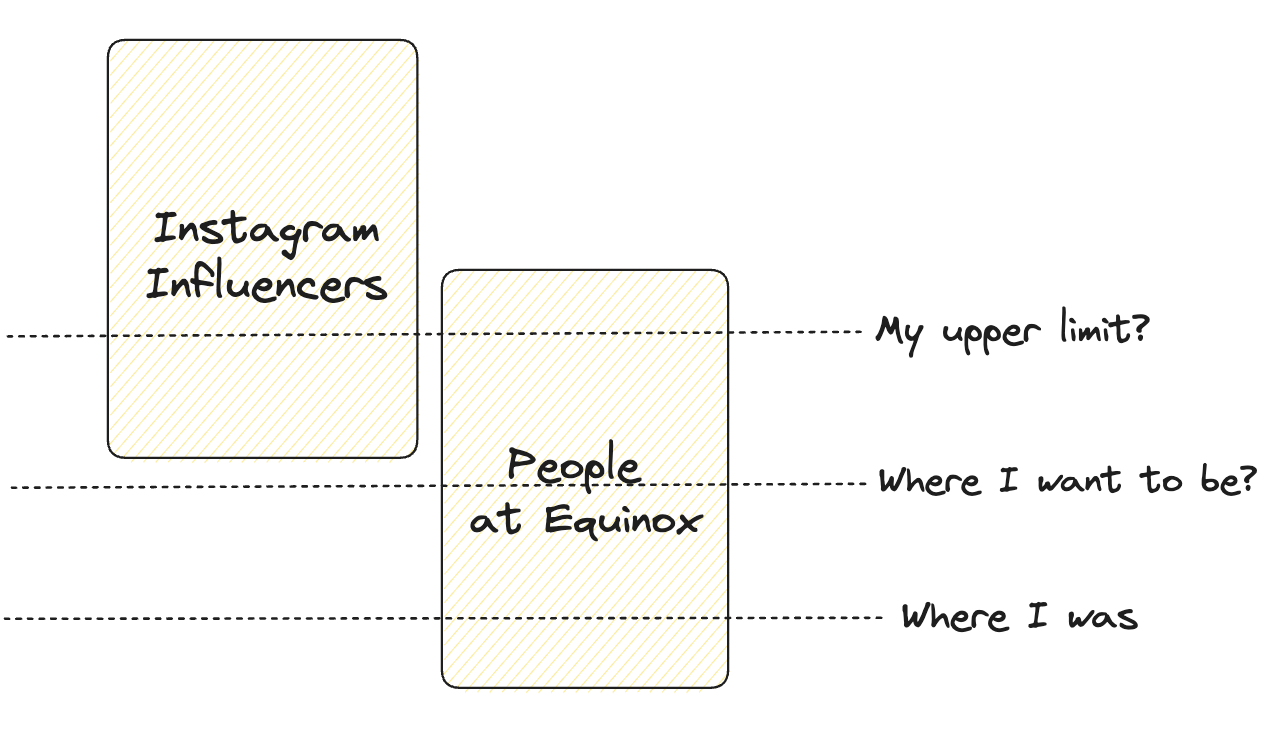 Instagram
Influencers
My upper limit?
People
at Equinox
Where I want to be?
Where I was